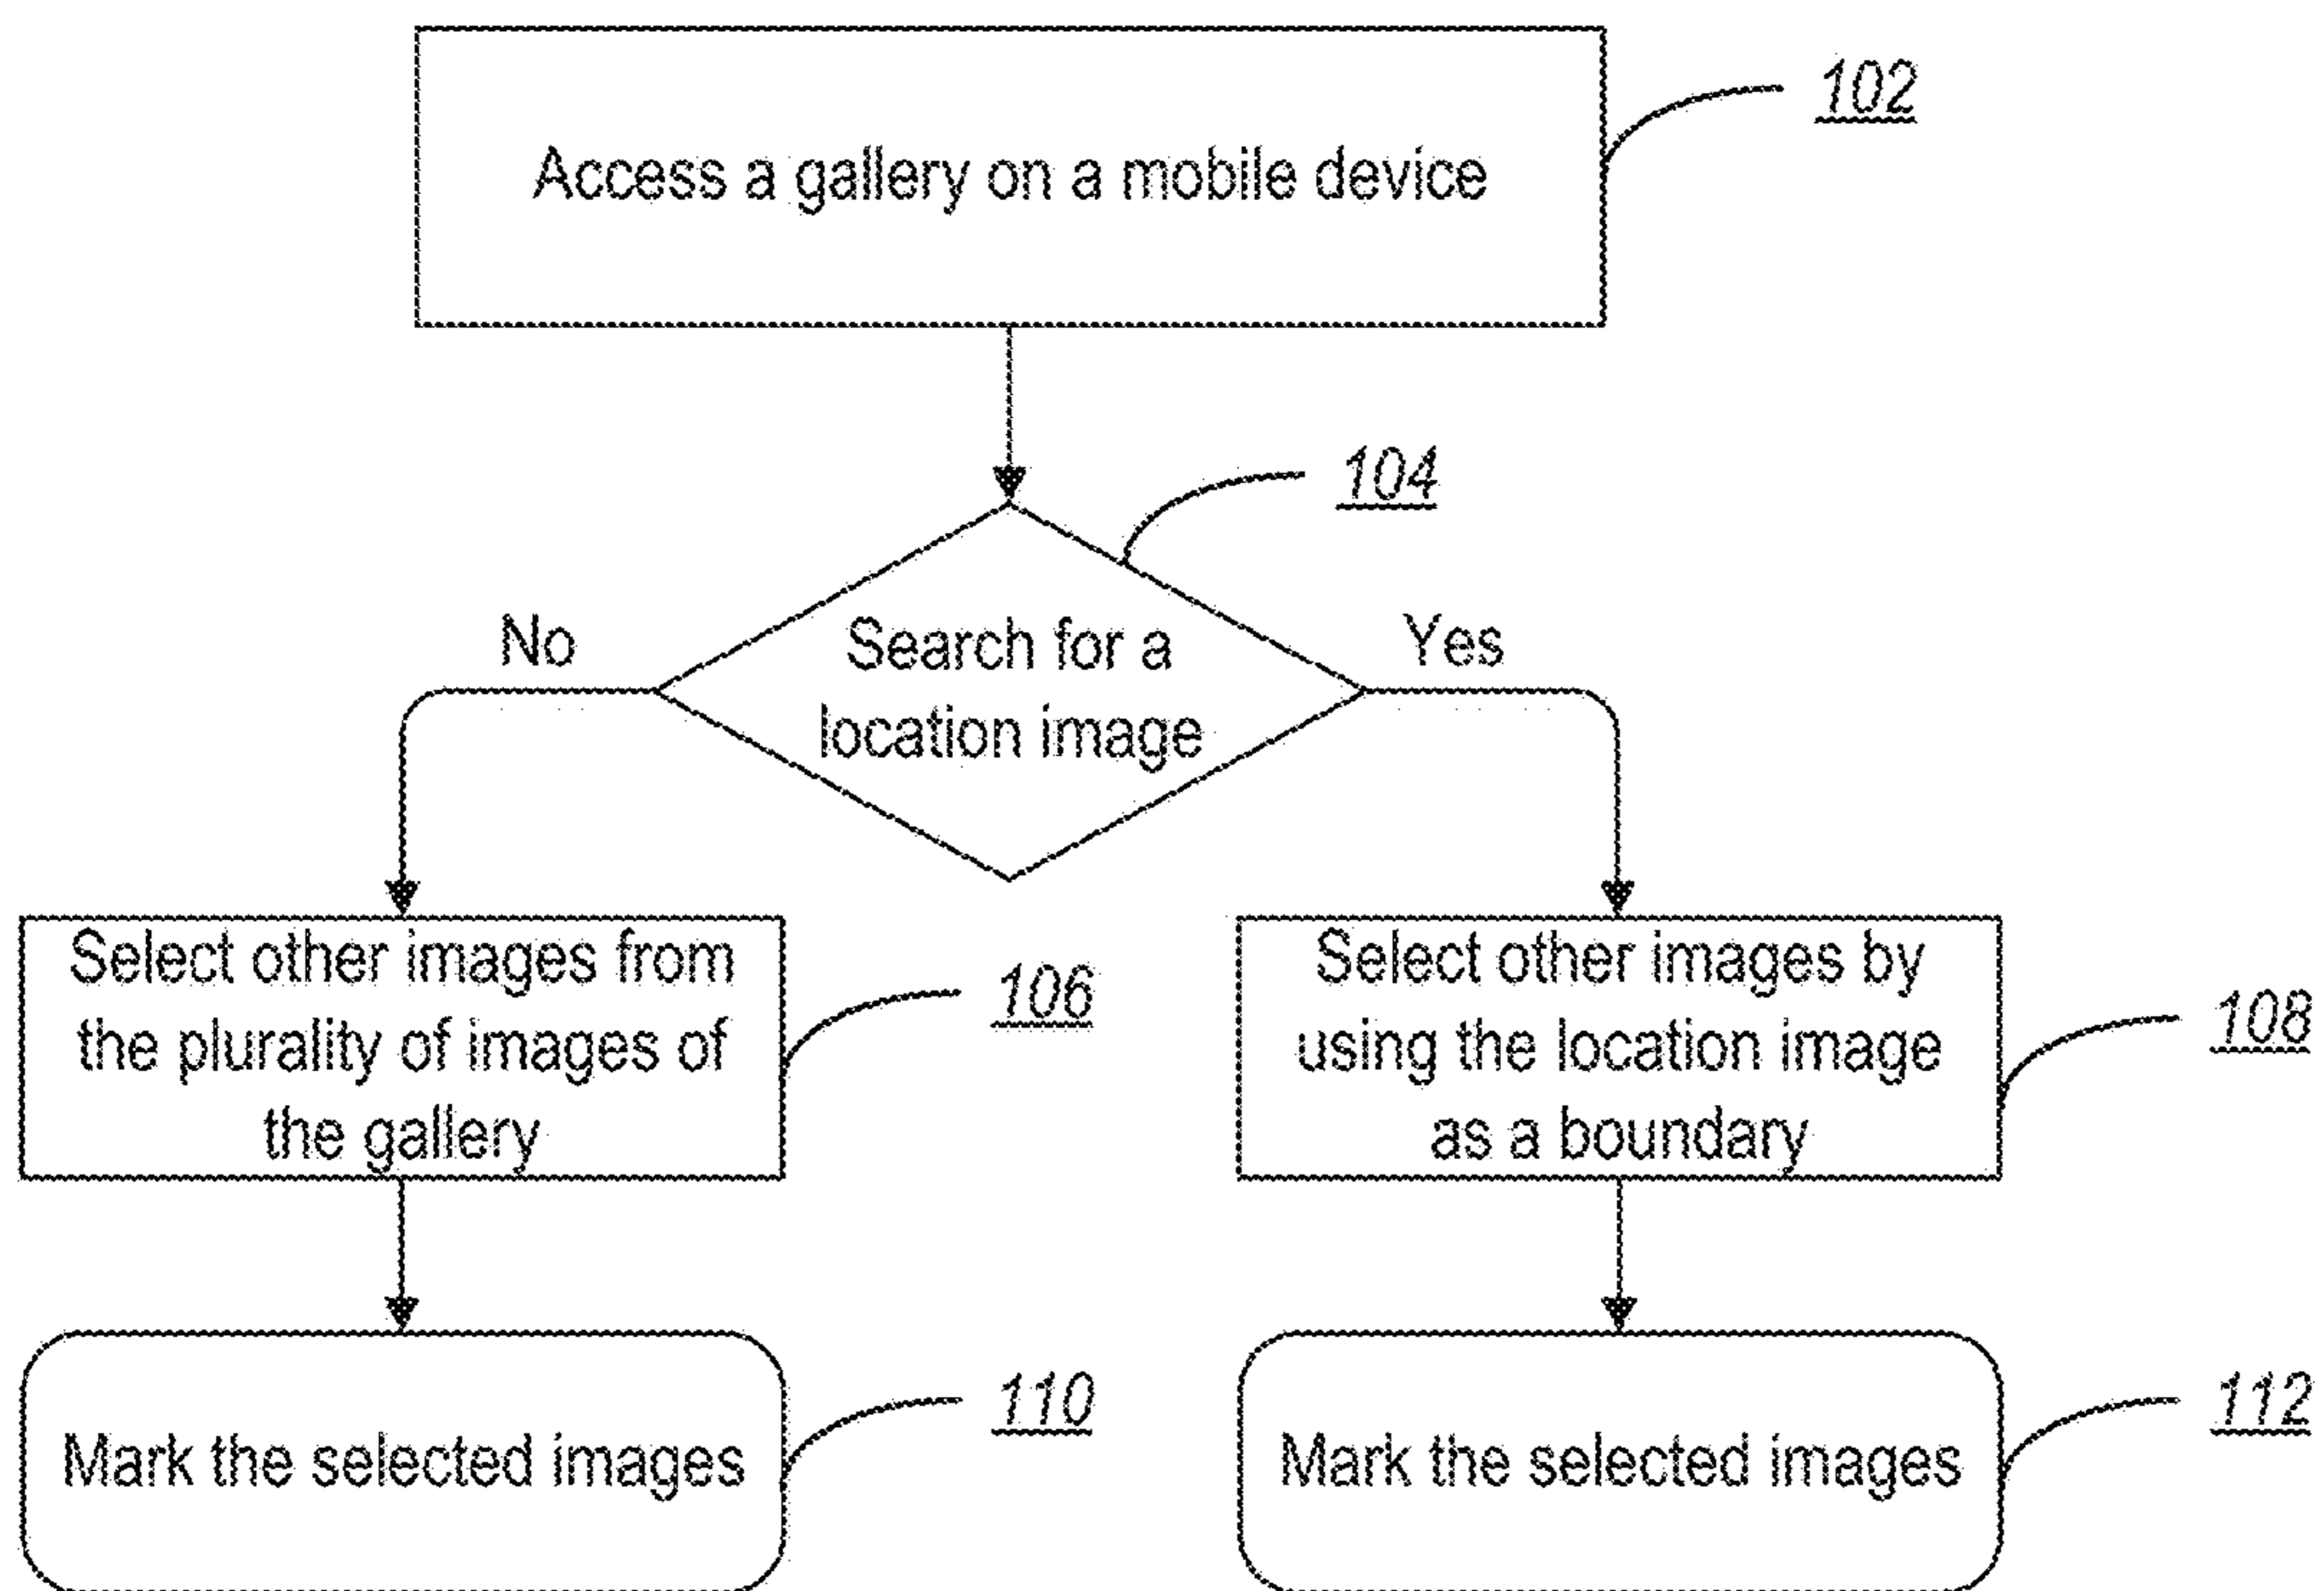 Access a gallery on a mobile device
102
104
No
Search for a
location image
Yes
Select other images from
the plurality of images of
the gallery
106
Select other images by
using the location image
as a boundary
108
Mark the selected images
110
Mark the selected images
112